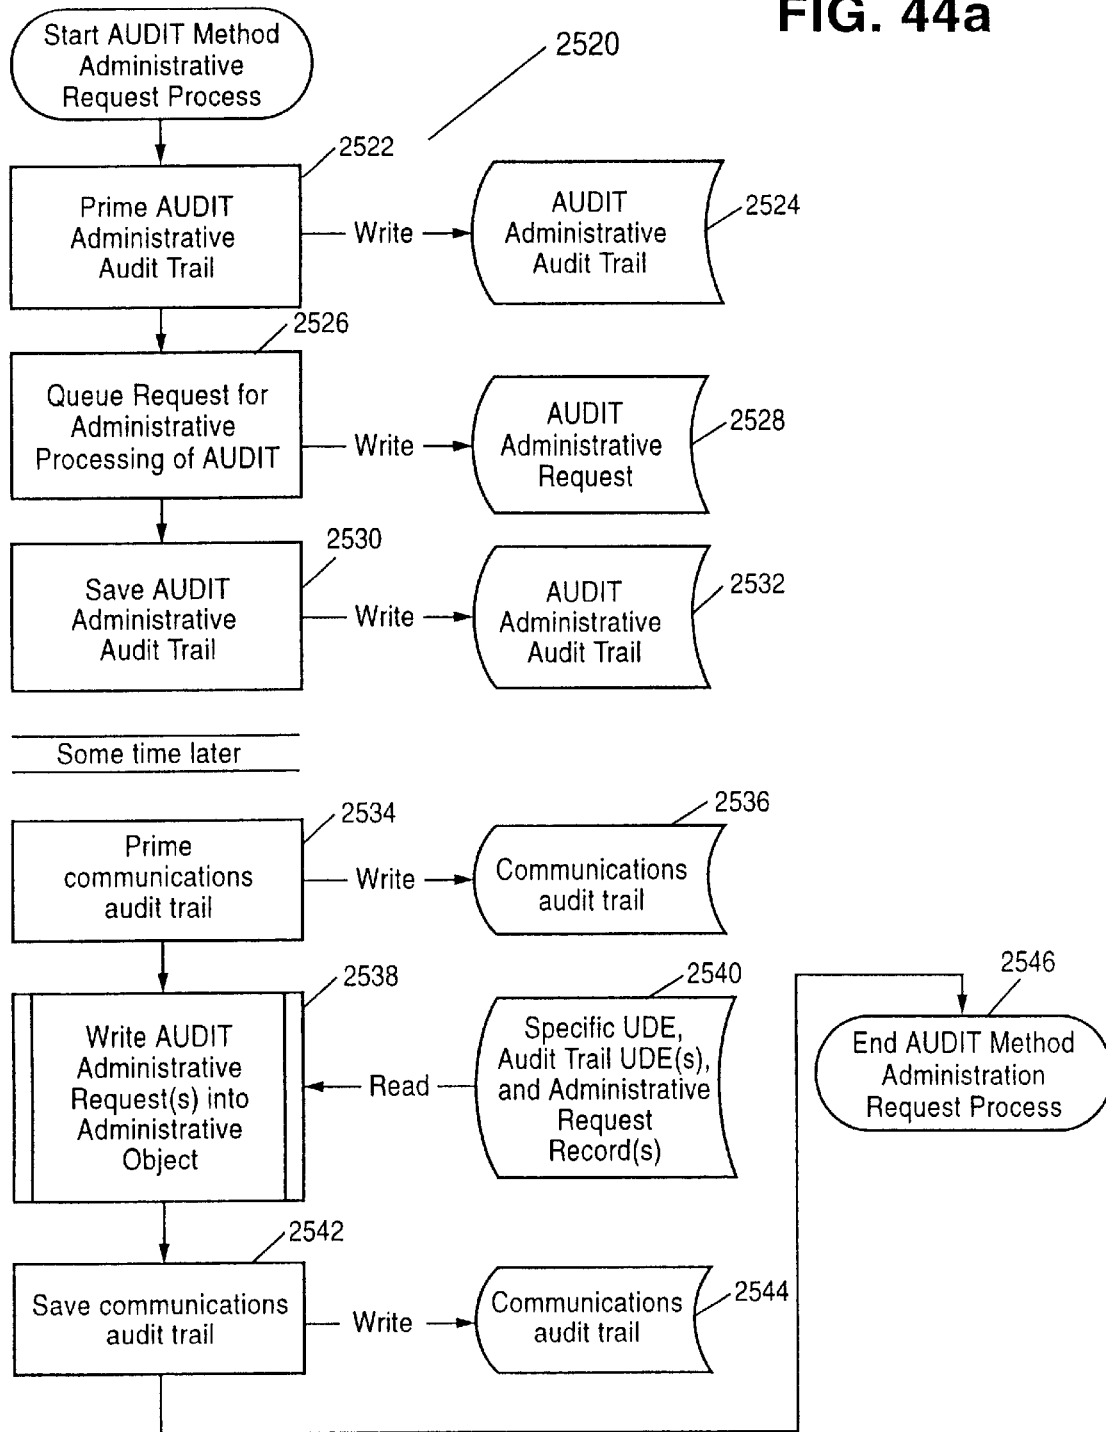 FIG. 44a
Start AUDIT Method
Administrative
Request Process
2520
2522
Prime AUDIT
Administrative
Audit Trail
Write
AUDIT
Administrative
Audit Trail
2524
2526
Queue Request for
Administrative
Processing of AUDIT
Write
AUDIT
Administrative
Request
2528
2530
Save AUDIT
Administrative
Audit Trail
Write
AUDIT
Administrative
Audit Trail
2532
Some time later
2534
Prime
communications
audit trail
Write
Communications
audit trail
2536
2538
Write AUDIT
Administrative
Request(s) into
Administrative
Object
Read
2540
Specific UDE,
Audit Trail UDE(s),
and Administrative
Request
Record(s)
2542
Save communications
audit trail
Write
Communications
audit trail
2544
2546
End AUDIT Method
Administration
Request Process